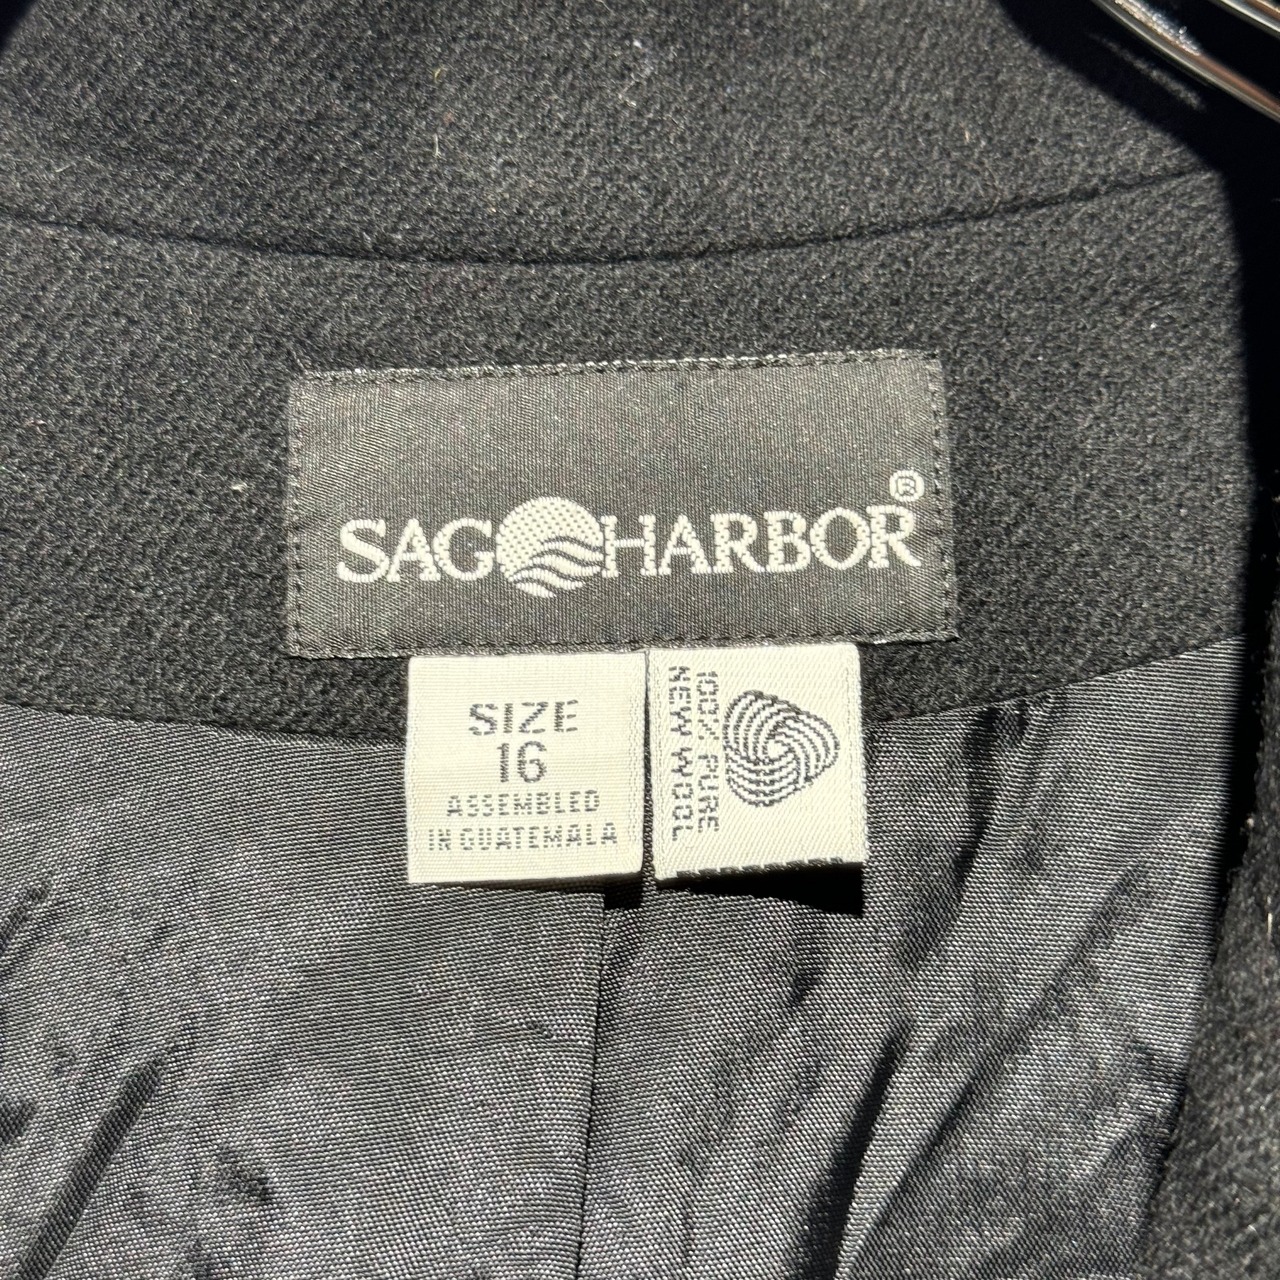 SAG HARBOR®
SIZE
16
ASSEMBLED
IN GUATEMALA
100% PURE
NEW WOOL